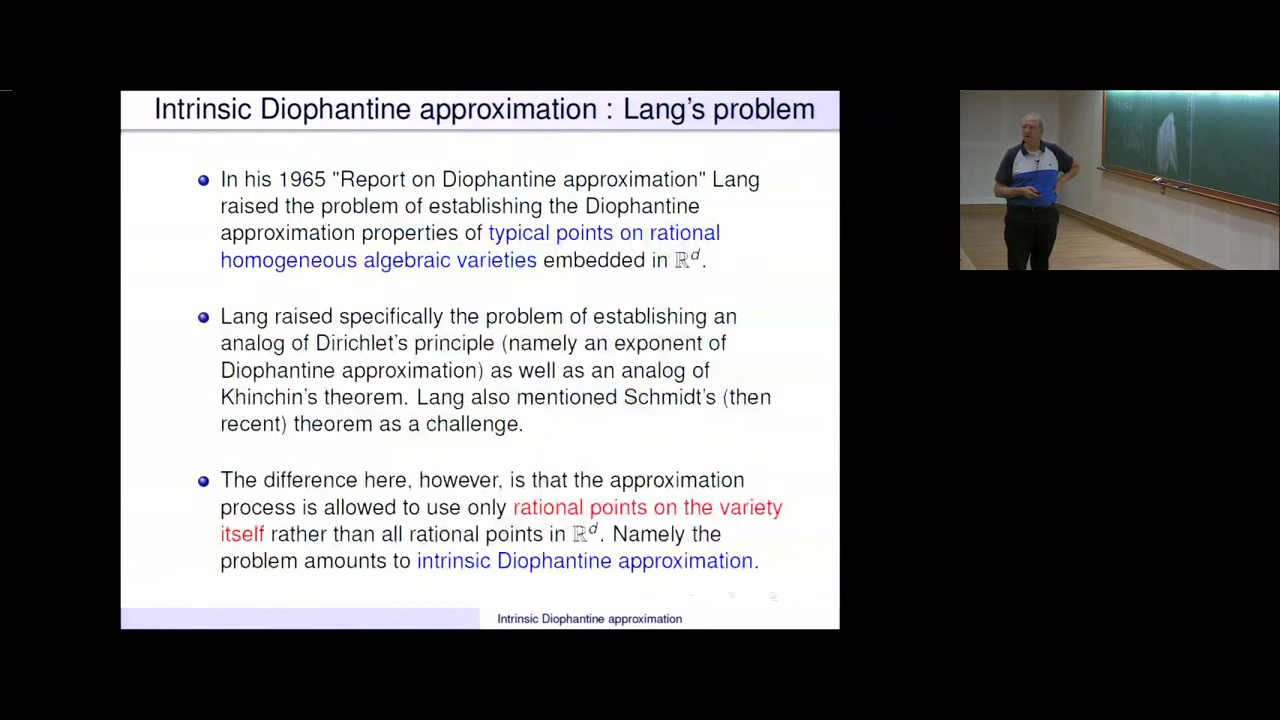 Intrinsic Diophantine approximation : Lang's problem
In his 1965 "Report on Diophantine approximation" Lang
raised the problem of establishing the Diophantine
approximation properties of typical points on rational
homogeneous algebraic varieties embedded in ℝᵈ.
Lang raised specifically the problem of establishing an
analog of Dirichlet's principle (namely an exponent of
Diophantine approximation) as well as an analog of
Khinchin's theorem. Lang also mentioned Schmidt's (then
recent) theorem as a challenge.
The difference here, however, is that the approximation
process is allowed to use only rational points on the variety
itself rather than all rational points in ℝᵈ. Namely the
problem amounts to intrinsic Diophantine approximation.
Intrinsic Diophantine approximation